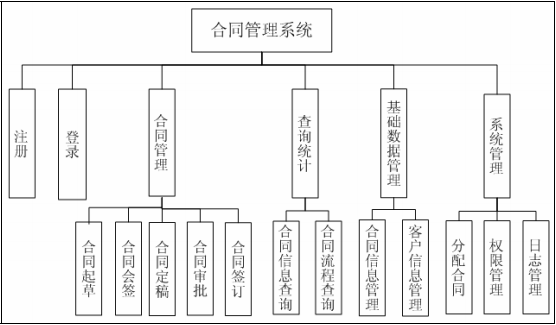 合同管理系统
注册
登录
合同管理
查询统计
基础数据管理
系统管理
合同起草
合同会签
合同定稿
合同审批
合同签订
合同信息查询
合同流程查询
合同信息管理
客户信息管理
分配合同
权限管理
日志管理